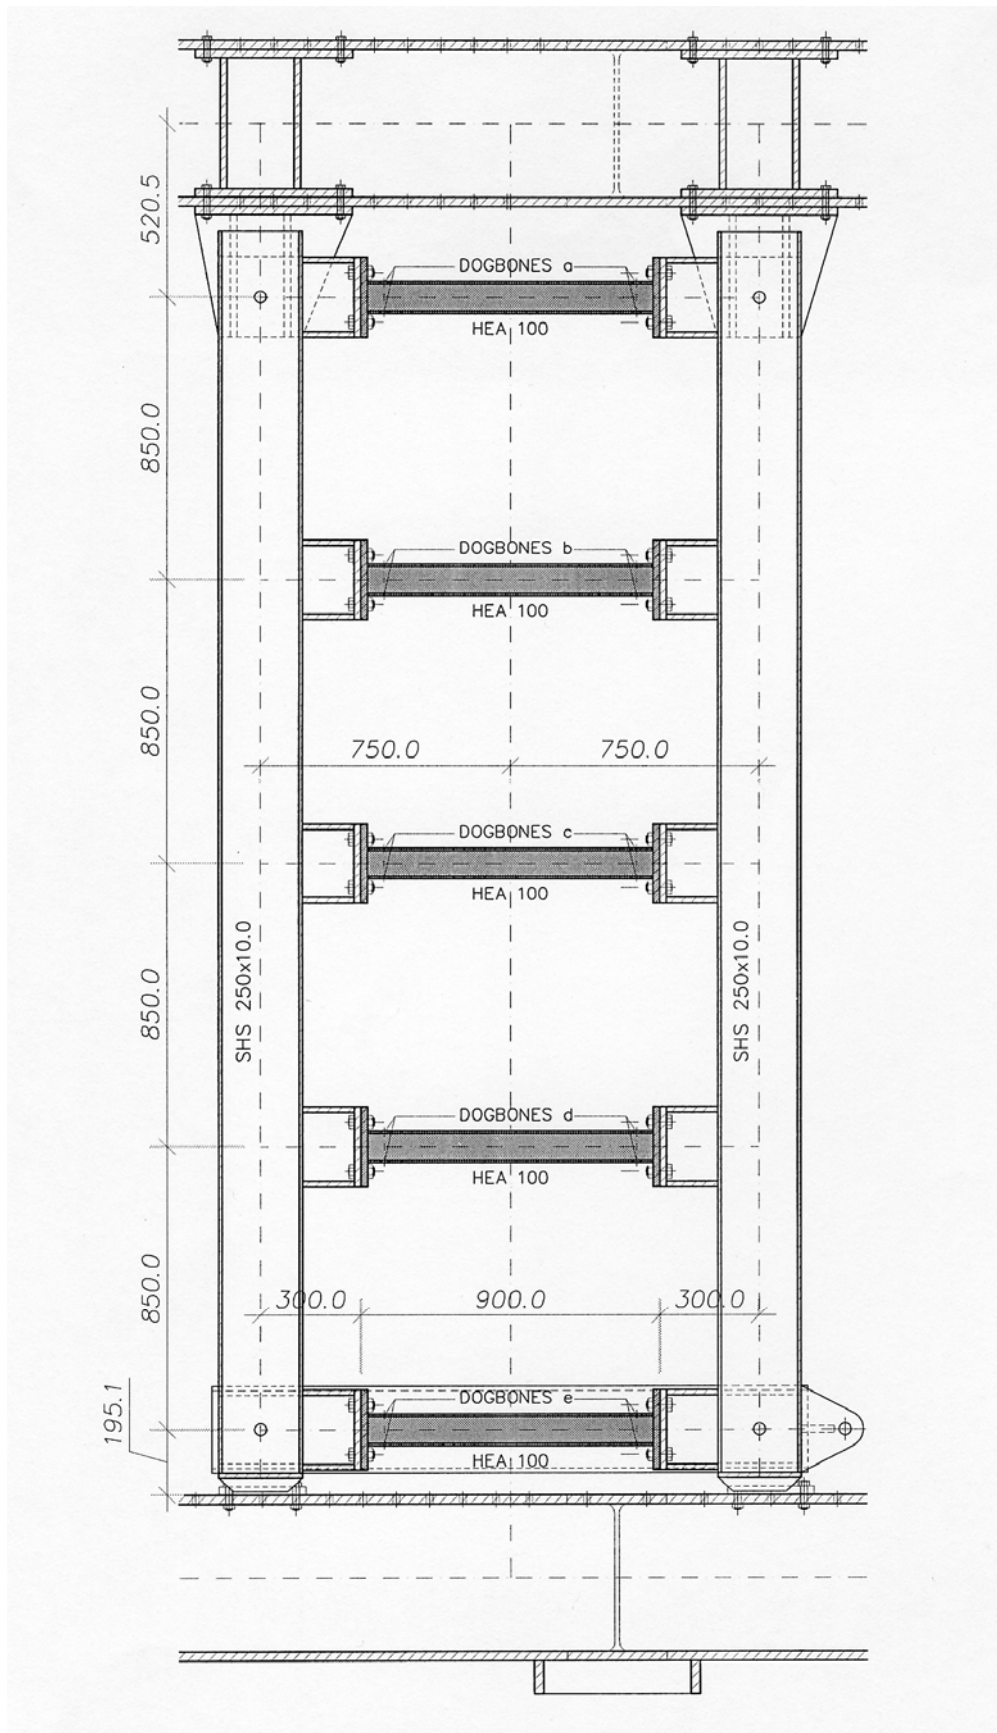 520.5
DOGBONES a
HEA 100
850.0
DOGBONES b
HEA 100
850.0
750.0
750.0
DOGBONES c
HEA 100
SHS 250x10.0
SHS 250x10.0
850.0
DOGBONES d
HEA 100
850.0
300.0
900.0
300.0
195.1
DOGBONES e
HEA 100